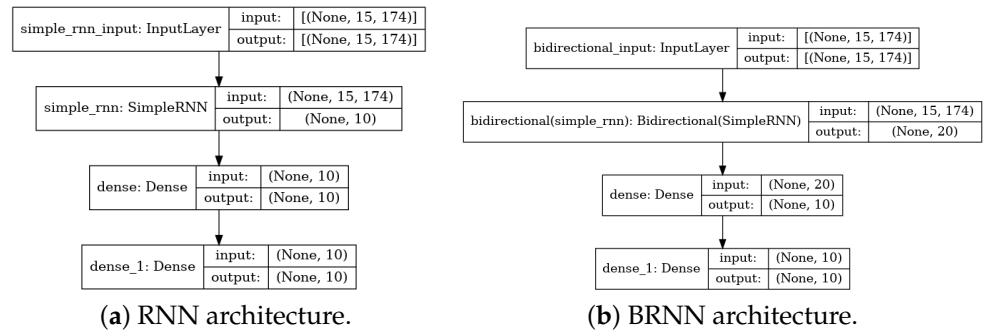 simple_rnn_input: InputLayer
input: [(None, 15, 174)]
output: [(None, 15, 174)]
simple_rnn: SimpleRNN
input: (None, 15, 174)
output: (None, 10)
dense: Dense
input: (None, 10)
output: (None, 10)
dense_1: Dense
input: (None, 10)
output: (None, 10)
(a) RNN architecture.
bidirectional_input: InputLayer
input: [(None, 15, 174)]
output: [(None, 15, 174)]
bidirectional(simple_rnn): Bidirectional(SimpleRNN)
input: (None, 15, 174)
output: (None, 20)
dense: Dense
input: (None, 20)
output: (None, 10)
dense_1: Dense
input: (None, 10)
output: (None, 10)
(b) BRNN architecture.